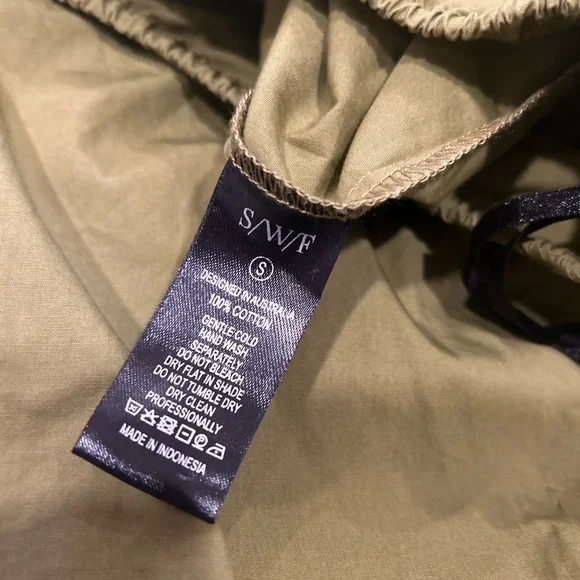 S/W/F
S
DESIGNED IN AUSTRALIA
100% COTTON
GENTLE COLD
HAND WASH
SEPARATELY
DO NOT BLEACH
DRY FLAT IN SHADE
DO NOT TUMBLE DRY
DRY CLEAN
PROFESSIONALLY
MADE IN INDONESIA